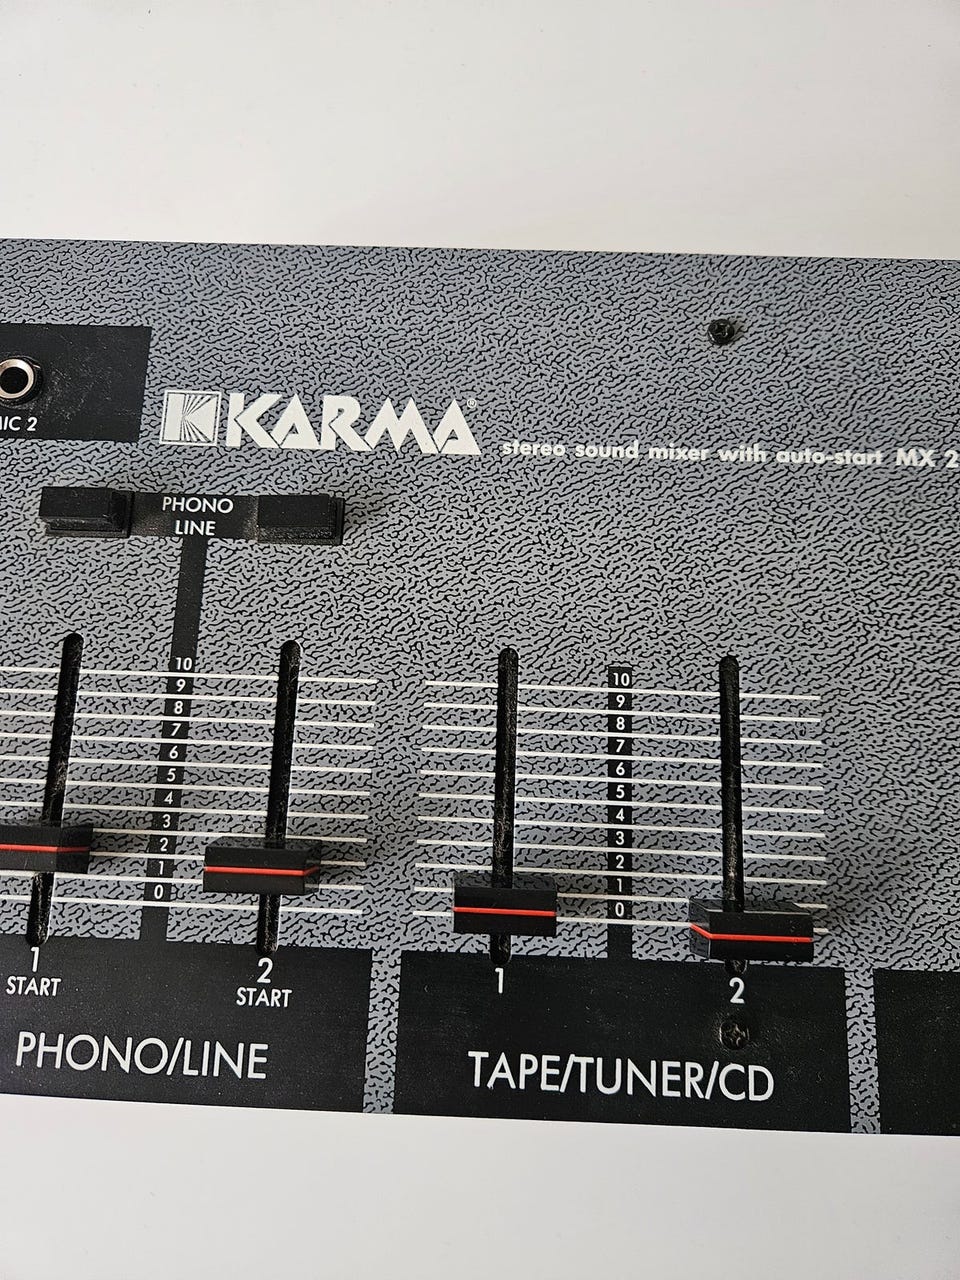 MIC 2
KARMA®
stereo sound mixer with auto-start MX 2
PHONO
LINE
10
9
8
7
6
5
4
3
2
1
0
10
9
8
7
6
5
4
3
2
1
0
1
START
2
START
1
2
PHONO/LINE
TAPE/TUNER/CD